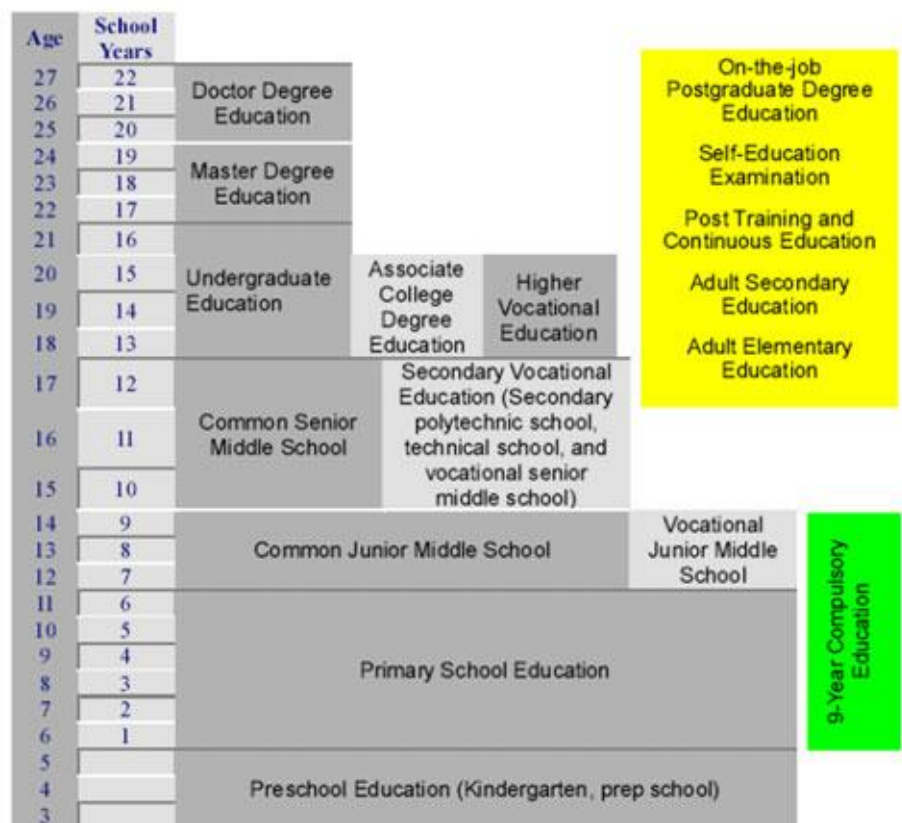 Age
School
Years
27 22
26 21
25 20
24 19
23 18
22 17
21 16
20 15
19 14
18 13
17 12
16 11
15 10
14 9
13 8
12 7
11 6
10 5
9 4
8 3
7 2
6 1
5
4
3
Doctor Degree
Education
Master Degree
Education
Undergraduate
Education
Associate
College
Degree
Education
Higher
Vocational
Education
Common Senior
Middle School
Secondary Vocational
Education (Secondary
polytechnic school,
technical school, and
vocational senior
middle school)
Common Junior Middle School
Vocational
Junior Middle
School
Primary School Education
Preschool Education (Kindergarten, prep school)
On-the-job
Postgraduate Degree
Education
Self-Education
Examination
Post Training and
Continuous Education
Adult Secondary
Education
Adult Elementary
Education
9-Year Compulsory
Education